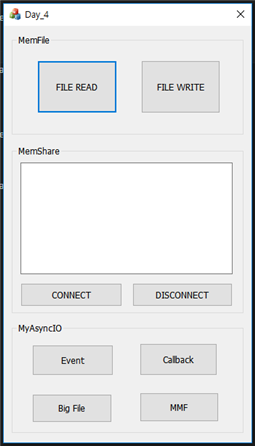 Day_4
MemFile
FILE READ
FILE WRITE
MemShare
CONNECT
DISCONNECT
MyAsyncIO
Event
Callback
Big File
MMF